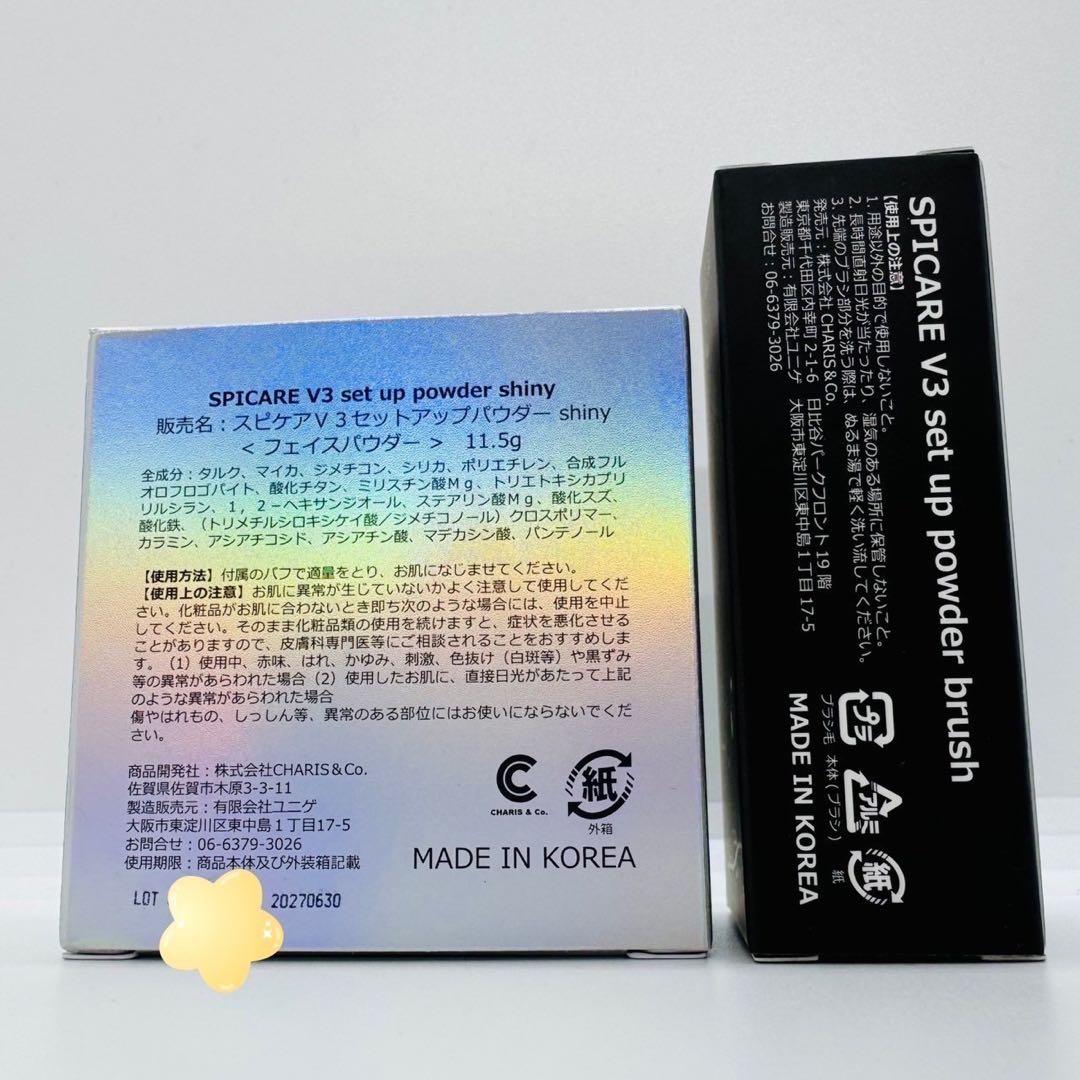 SPICARE V3 set up powder shiny
販売名：スピケアＶ３セットアップパウダー shiny
＜ フェイスパウダー ＞ 11.5g
全成分：タルク、マイカ、ジメチコン、シリカ、ポリエチレン、合成フル
オロフロゴパイト、酸化チタン、ミリスチン酸Ｍｇ、トリエトキシカプリ
リルシラン、１，２－ヘキサンジオール、ステアリン酸Ｍｇ、酸化スズ、
酸化鉄、（トリメチルシロキシケイ酸／ジメチコノール）クロスポリマー、
カラミン、アシアチコシド、アシアチン酸、マデカシン酸、パンテノール
【使用方法】付属のパフで適量をとり、お肌になじませてください。
【使用上の注意】お肌に異常が生じていないかよく注意して使用してくだ
さい。化粧品がお肌に合わないとき即ち次のような場合には、使用を中止
してください。そのまま化粧品類の使用を続けますと、症状を悪化させる
ことがありますので、皮膚科専門医等にご相談されることをおすすめしま
す。（1）使用中、赤味、はれ、かゆみ、刺激、色抜け（白斑等）や黒ずみ
等の異常があらわれた場合（2）使用したお肌に、直接日光があたって上記
のような異常があらわれた場合
傷やはれもの、しっしん等、異常のある部位にはお使いにならないでくだ
さい。
商品開発社：株式会社CHARIS＆Co.
佐賀県佐賀市木原3-3-11
製造販売元：有限会社ユニゲ
大阪市東淀川区東中島１丁目17-5
お問合せ：06-6379-3026
使用期限：商品本体及び外装箱記載
CHARIS & Co.
紙
外箱
MADE IN KOREA
LOT 20270630
SPICARE V3 set up powder brush
【使用上の注意】
1. 用途以外の目的で使用しないこと。
2. 長時間直射日光が当たったり、湿気のある場所に保管しないこと。
3. 先端のブラシ部分を洗う際は、ぬるま湯で軽く洗い流してください。
発売元：株式会社 CHARIS&Co.
東京都千代田区内幸町 2-1-6 日比谷パークフロント 19 階
製造販売元：有限会社ユニゲ 大阪市東淀川区東中島１丁目 17-5
お問合せ：06-6379-3026
プラ
アルミ
紙
ブラシ毛 本体（ブラシ） 紙
MADE IN KOREA